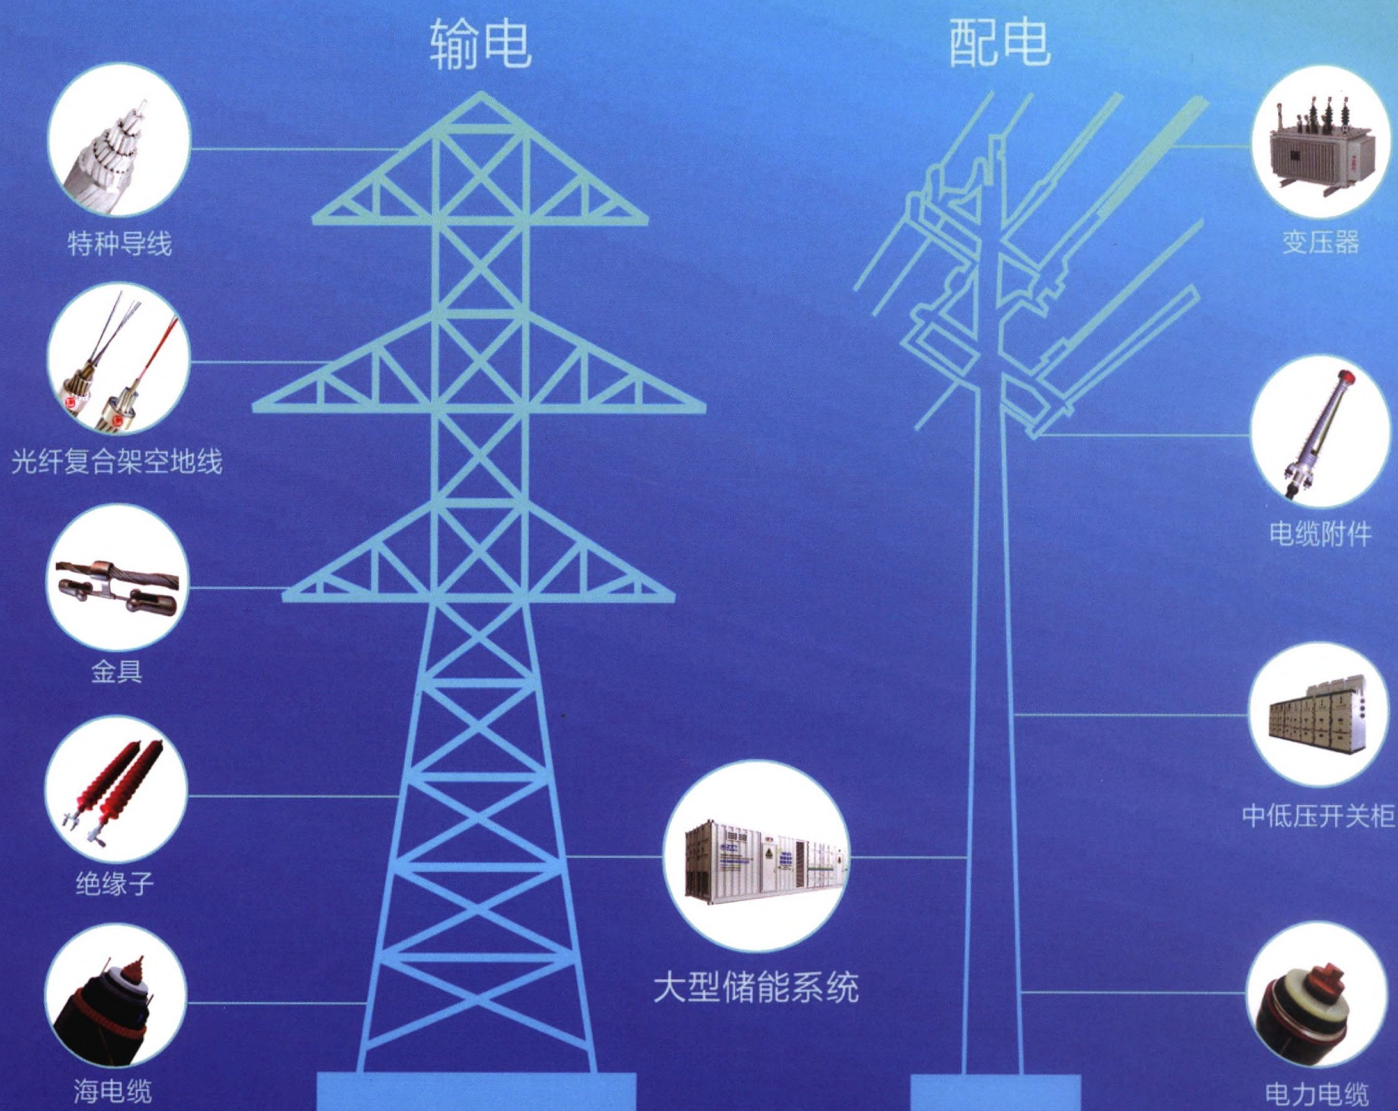 输电
配电
特种导线
光纤复合架空地线
金具
绝缘子
海电缆
大型储能系统
变压器
电缆附件
中低压开关柜
电力电缆